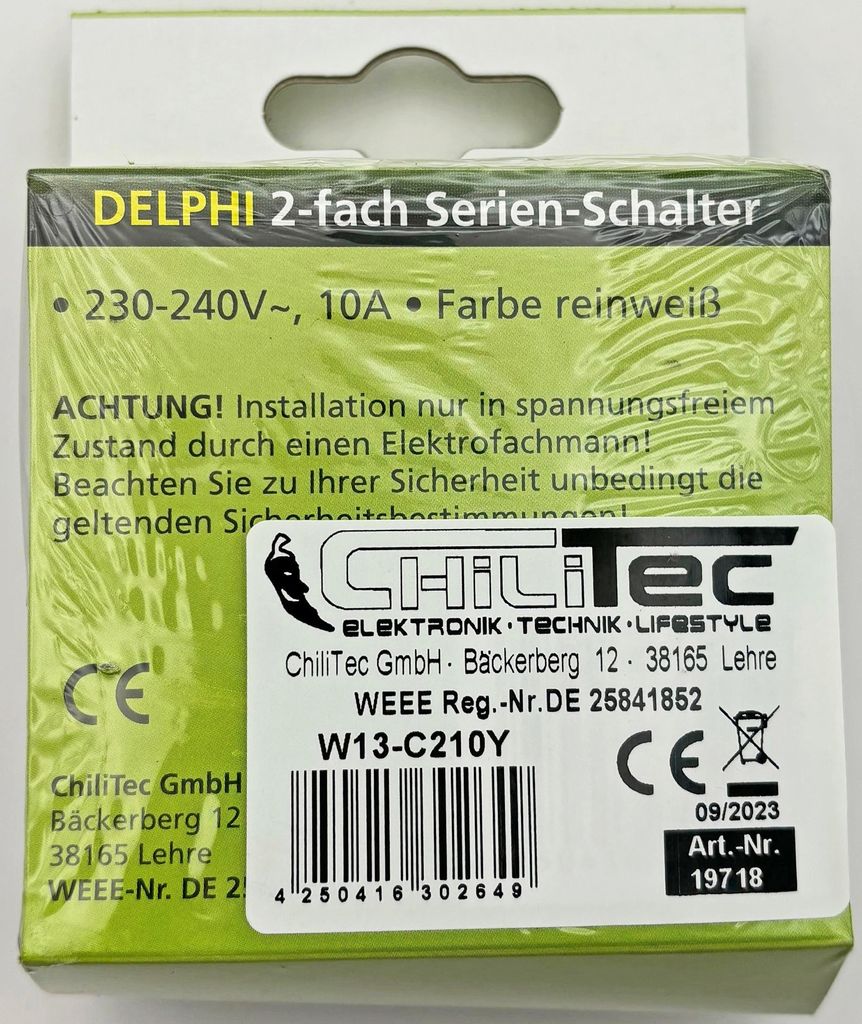 DELPHI 2-fach Serien-Schalter
• 230-240V~, 10A • Farbe reinweiß
ACHTUNG! Installation nur in spannungsfreiem
Zustand durch einen Elektrofachmann!
Beachten Sie zu Ihrer Sicherheit unbedingt die
geltenden Sicherheitsbestimmungen!
CHiLiTEC
ELEKTRONIK·TECHNIK·LIFESTYLE
ChiliTec GmbH · Bäckerberg 12 · 38165 Lehre
WEEE Reg.-Nr.DE 25841852
W13-C210Y
CE
CE
09/2023
Art.-Nr.
19718
4 250416 302649
ChiliTec GmbH
Bäckerberg 12
38165 Lehre
WEEE-Nr. DE 2